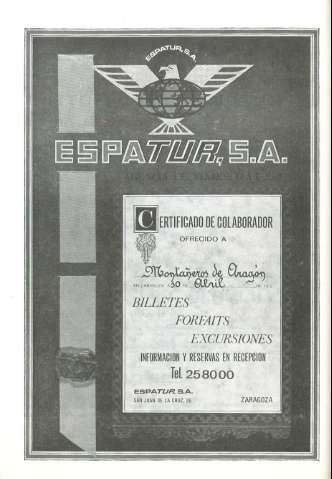 ESPATUR, S.A.
ESPATUR, S.A.
CERTIFICADO DE COLABORADOR
OFRECIDO A
Montañeros de Aragón
30 DE Abril
BILLETES
FORFAITS
EXCURSIONES
INFORMACION Y RESERVAS EN RECEPCION
Tel. 258000
ESPATUR, S.A.
SAN JUAN DE LA CRUZ,
ZARAGOZA